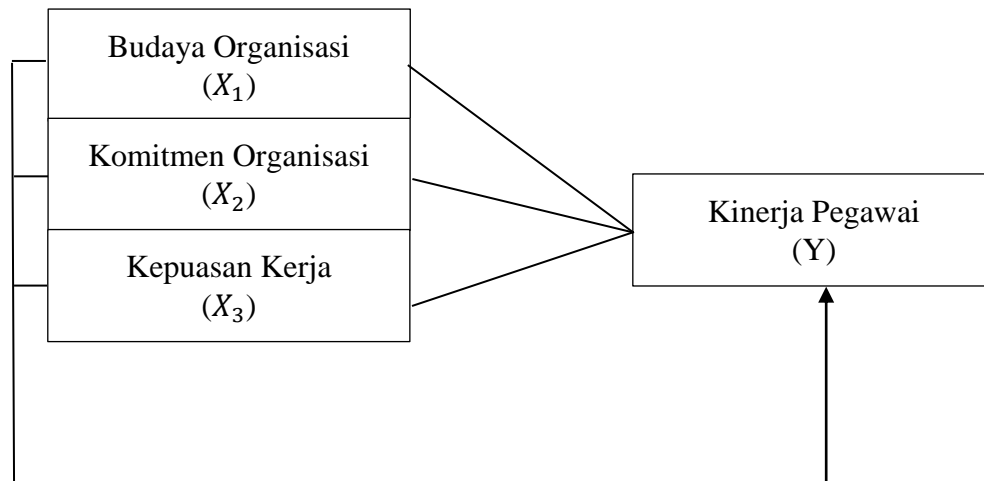 Budaya Organisasi
(𝑋₁)
Komitmen Organisasi
(𝑋₂)
Kepuasan Kerja
(𝑋₃)
Kinerja Pegawai
(Y)